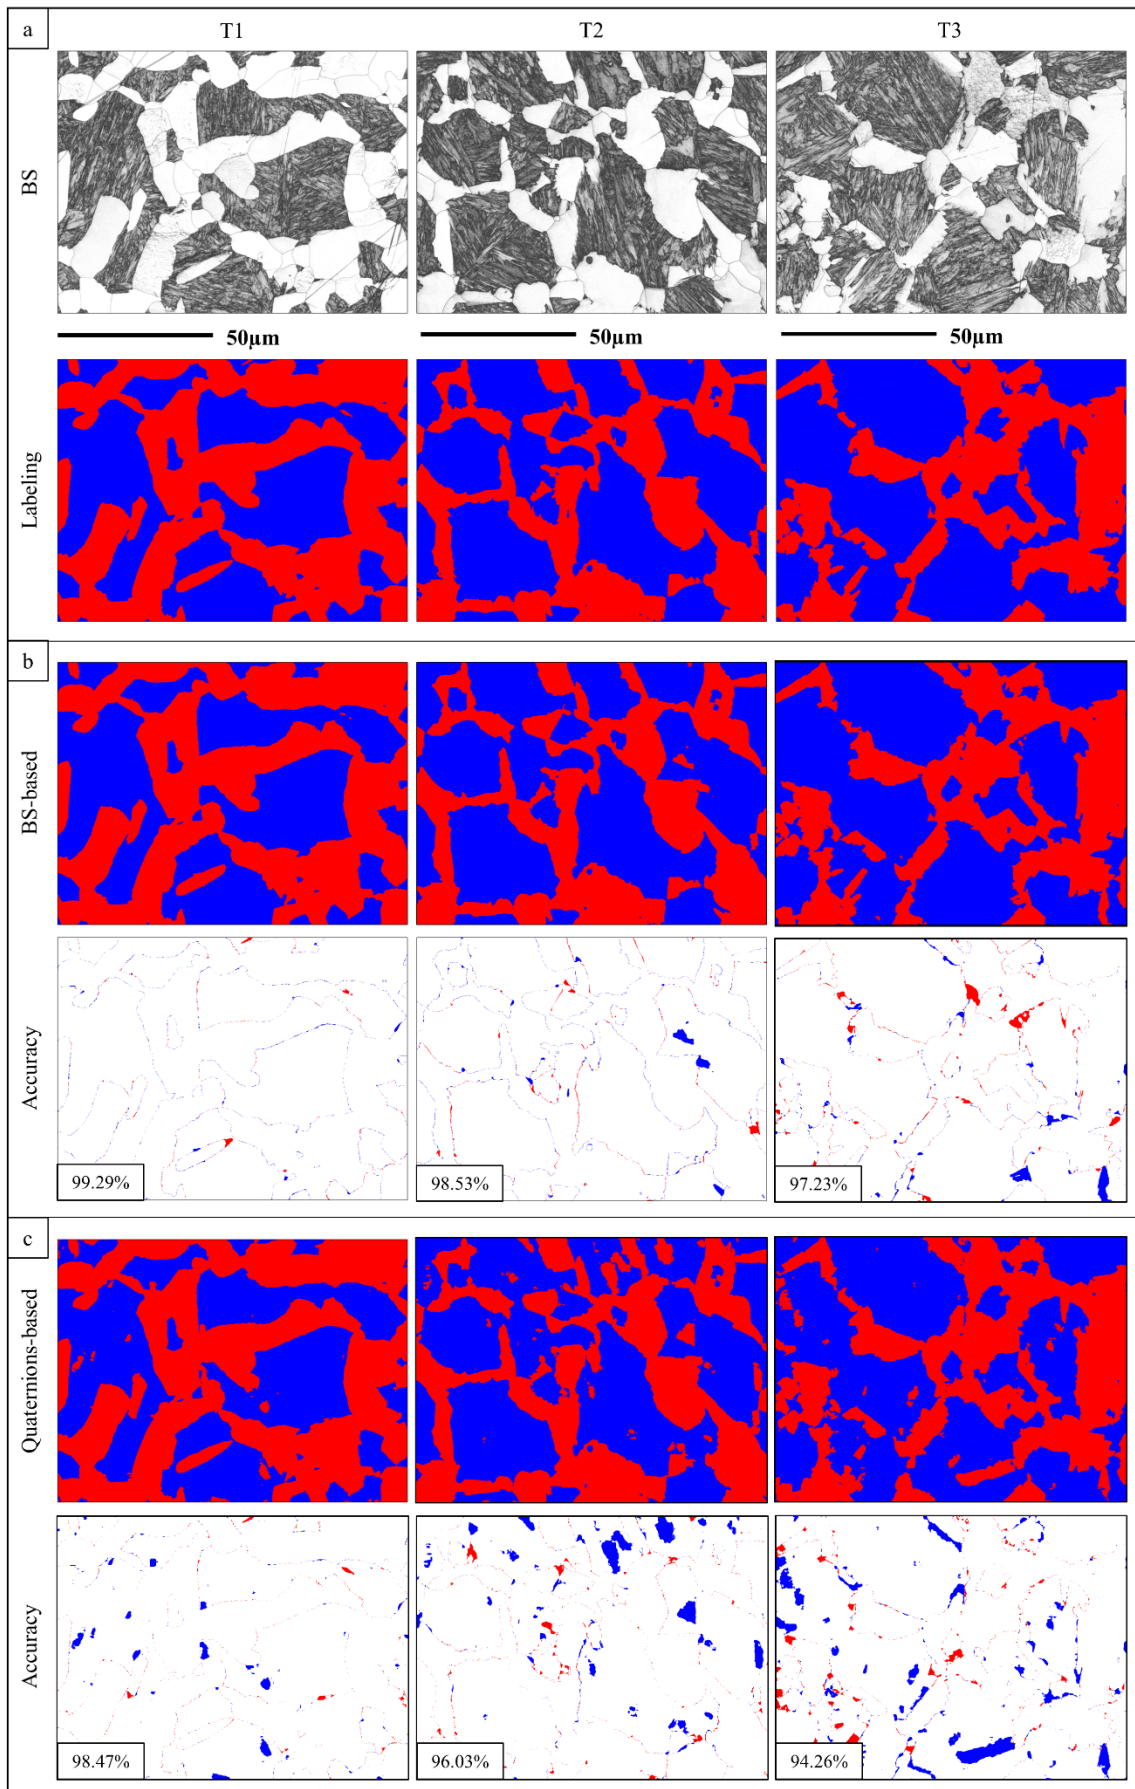 a
T1
T2
T3
BS
50μm
50μm
50μm
Labeling
b
BS-based
Accuracy
99.29%
98.53%
97.23%
c
Quaternions-based
Accuracy
98.47%
96.03%
94.26%